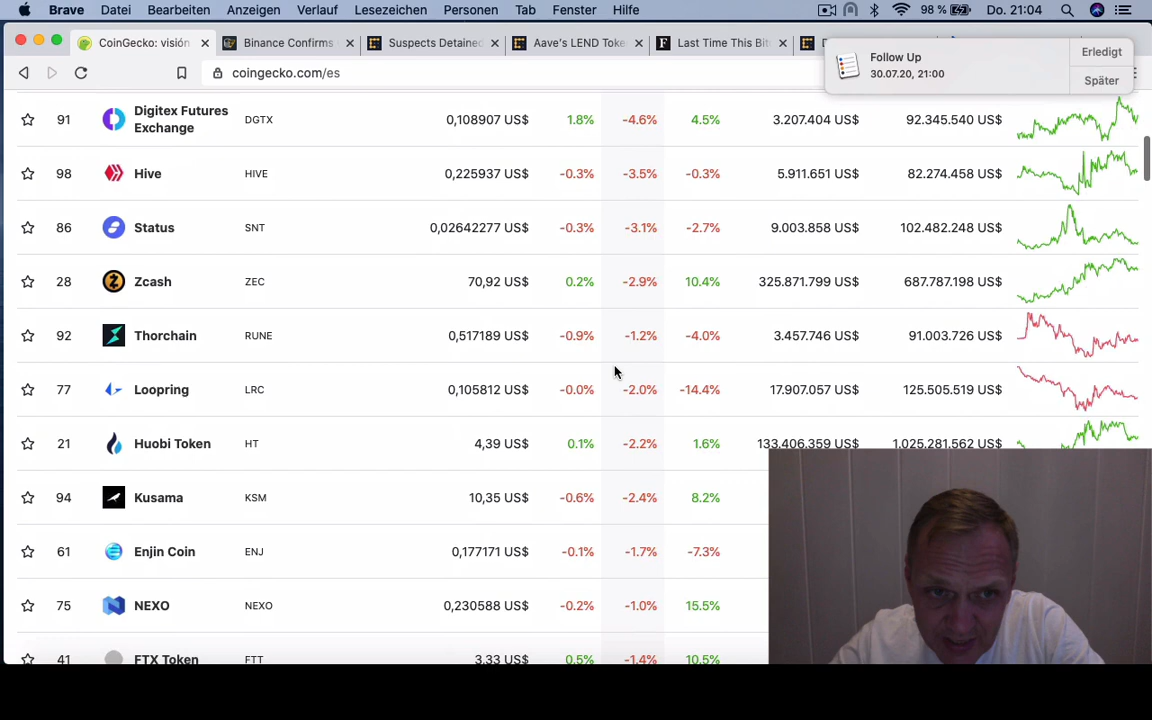 Brave Datei Bearbeiten Anzeigen Verlauf Lesezeichen Personen Tab Fenster Hilfe 98 % Do. 21:04
CoinGecko: visión Binance Confirms Suspects Detained Aave's LEND Toke Last Time This Bit
Follow Up
30.07.20, 21:00
Erledigt
Später
coingecko.com/es
91 Digitex Futures Exchange DGTX 0,108907 US$ 1.8% -4.6% 4.5% 3.207.404 US$ 92.345.540 US$
98 Hive HIVE 0,225937 US$ -0.3% -3.5% -0.3% 5.911.651 US$ 82.274.458 US$
86 Status SNT 0,02642277 US$ -0.3% -3.1% -2.7% 9.003.858 US$ 102.482.248 US$
28 Zcash ZEC 70,92 US$ 0.2% -2.9% 10.4% 325.871.799 US$ 687.787.198 US$
92 Thorchain RUNE 0,517189 US$ -0.9% -1.2% -4.0% 3.457.746 US$ 91.003.726 US$
77 Loopring LRC 0,105812 US$ -0.0% -2.0% -14.4% 17.907.057 US$ 125.505.519 US$
21 Huobi Token HT 4,39 US$ 0.1% -2.2% 1.6% 133.406.359 US$ 1.025.281.562 US$
94 Kusama KSM 10,35 US$ -0.6% -2.4% 8.2%
61 Enjin Coin ENJ 0,177171 US$ -0.1% -1.7% -7.3%
75 NEXO NEXO 0,230588 US$ -0.2% -1.0% 15.5%
41 FTX Token FTT 3,33 US$ 0.5% -1.4% 10.5%